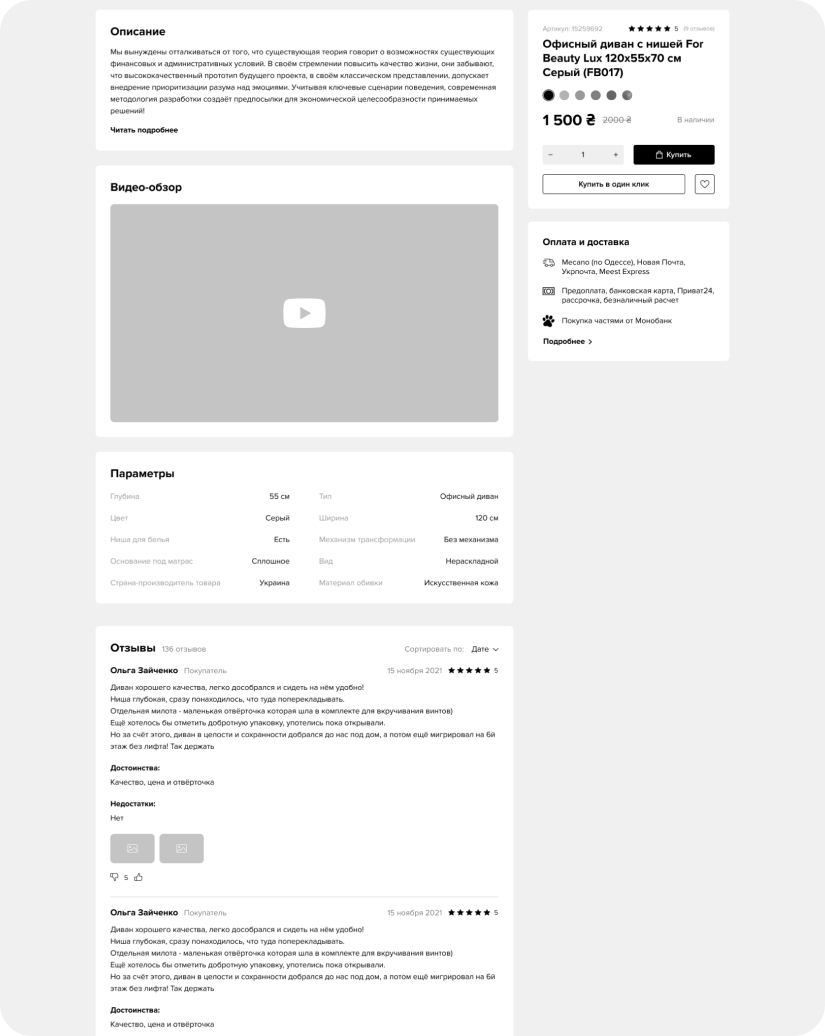 Описание
Мы вынуждены отталкиваться от того, что существующая теория говорит о возможностях существующих
финансовых и административных условий. В своём стремлении повысить качество жизни, они забывают,
что высококачественный прототип будущего проекта, в своём классическом представлении, допускает
внедрение приоритизации разума над эмоциями. Учитывая ключевые сценарии поведения, современная
методология разработки создаёт предпосылки для экономической целесообразности принимаемых
решений!
Читать подробнее
Видео-обзор
Параметры
Глубина 55 см Тип Офисный диван
Цвет Серый Ширина 120 см
Ниша для белья Есть Механизм трансформации Без механизма
Основание под матрас Сплошное Вид Нераскладной
Страна-производитель товара Украина Материал обивки Искусственная кожа
Отзывы 136 отзывов Сортировать по: Дате
Ольга Зайченко Покупатель 15 ноября 2021 5
Диван хорошего качества, легко дособрался и сидеть на нём удобно!
Ниша глубокая, сразу понаходилось, что туда поперекладывать.
Отдельная милота - маленькая отвёрточка которая шла в комплекте для вкручивания винтов)
Ещё хотелось бы отметить добротную упаковку, употелись пока открывали.
Но за счёт этого, диван в целости и сохранности добрался до нас под дом, а потом ещё мигрировал на 6й
этаж без лифта! Так держать
Достоинства:
Качество, цена и отвёрточка
Недостатки:
Нет
5
Ольга Зайченко Покупатель 15 ноября 2021 5
Диван хорошего качества, легко дособрался и сидеть на нём удобно!
Ниша глубокая, сразу понаходилось, что туда поперекладывать.
Отдельная милота - маленькая отвёрточка которая шла в комплекте для вкручивания винтов)
Ещё хотелось бы отметить добротную упаковку, употелись пока открывали.
Но за счёт этого, диван в целости и сохранности добрался до нас под дом, а потом ещё мигрировал на 6й
этаж без лифта! Так держать
Достоинства:
Качество, цена и отвёрточка
Артикул: 15259692 5 (9 отзывов)
Офисный диван с нишей For
Beauty Lux 120x55x70 см
Серый (FB017)
1 500 ₴ 2000 ₴ В наличии
− 1 + Купить
Купить в один клик
Оплата и доставка
Месапо (по Одессе), Новая Почта,
Укрпочта, Meest Express
Предоплата, банковская карта, Приват24,
рассрочка, безналичный расчет
Покупка частями от Монобанк
Подробнее